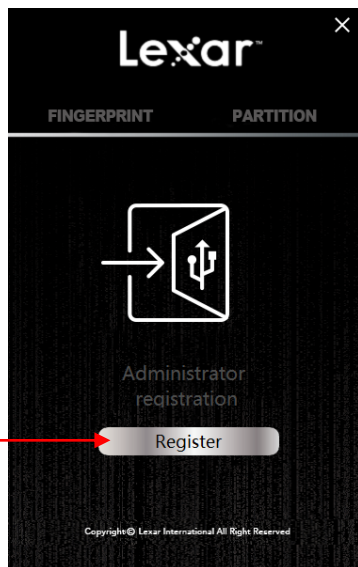 Lexar™
FINGERPRINT PARTITION
Administrator
registration
Register
Copyright© Lexar International All Right Reserved